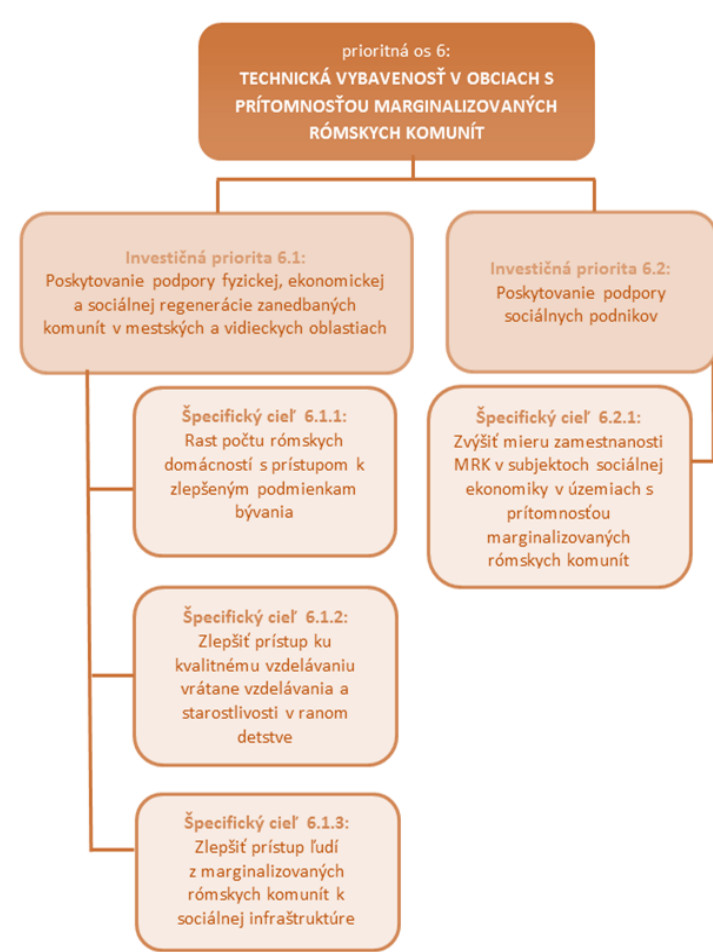 prioritná os 6:
TECHNICKÁ VYBAVENOSŤ V OBCIACH S
PRÍTOMNOSŤOU MARGINALIZOVANÝCH
RÓMSKYCH KOMUNÍT
Investičná priorita 6.1:
Poskytovanie podpory fyzickej, ekonomickej
a sociálnej regenerácie zanedbaných
komunít v mestských a vidieckych oblastiach
Investičná priorita 6.2:
Poskytovanie podpory
sociálnych podnikov
Špecifický cieľ 6.1.1:
Rast počtu rómskych
domácností s prístupom k
zlepšeným podmienkam
bývania
Špecifický cieľ 6.2.1:
Zvýšiť mieru zamestnanosti
MRK v subjektoch sociálnej
ekonomiky v územiach s
prítomnosťou
marginalizovaných
rómskych komunít
Špecifický cieľ 6.1.2:
Zlepšiť prístup ku
kvalitnému vzdelávaniu
vrátane vzdelávania a
starostlivosti v ranom
detstve
Špecifický cieľ 6.1.3:
Zlepšiť prístup ľudí
z marginalizovaných
rómskych komunít k
sociálnej infraštruktúre